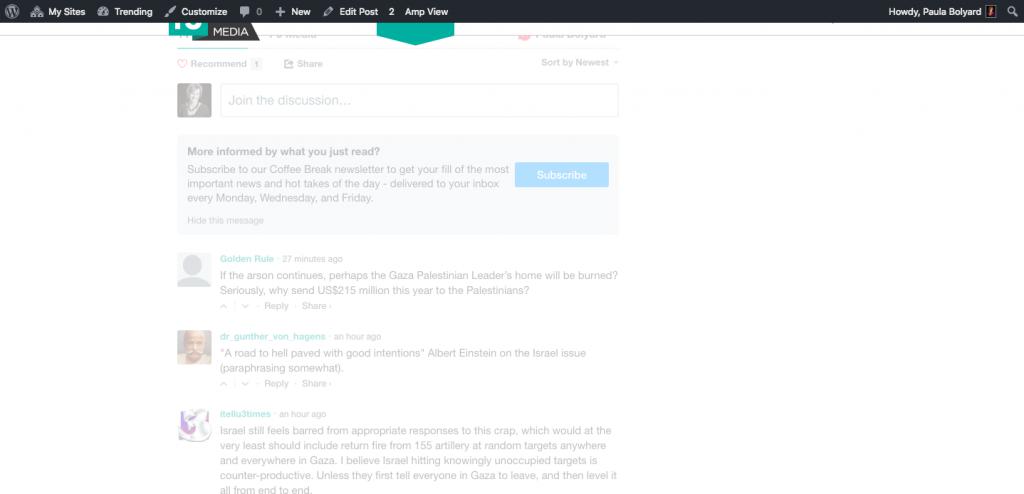 My Sites Trending Customize 0 New Edit Post 2 Amp View Howdy, Paula Bolyard
MEDIA
Paula Bolyard
Recommend 1 Share Sort by Newest
Join the discussion…
More informed by what you just read?
Subscribe to our Coffee Break newsletter to get your fill of the most
important news and hot takes of the day - delivered to your inbox
every Monday, Wednesday, and Friday.
Subscribe
Hide this message
Golden Rule · 27 minutes ago
If the arson continues, perhaps the Gaza Palestinian Leader's home will be burned?
Seriously, why send US$215 million this year to the Palestinians?
Reply · Share ›
dr_gunther_von_hagens · an hour ago
"A road to hell paved with good intentions" Albert Einstein on the Israel issue
(paraphrasing somewhat).
Reply · Share ›
itellu3times · an hour ago
Israel still feels barred from appropriate responses to this crap, which would at the
very least should include return fire from 155 artillery at random targets anywhere
and everywhere in Gaza. I believe Israel hitting knowingly unoccupied targets is
counter-productive. Unless they first tell everyone in Gaza to leave, and then level it
all from end to end.